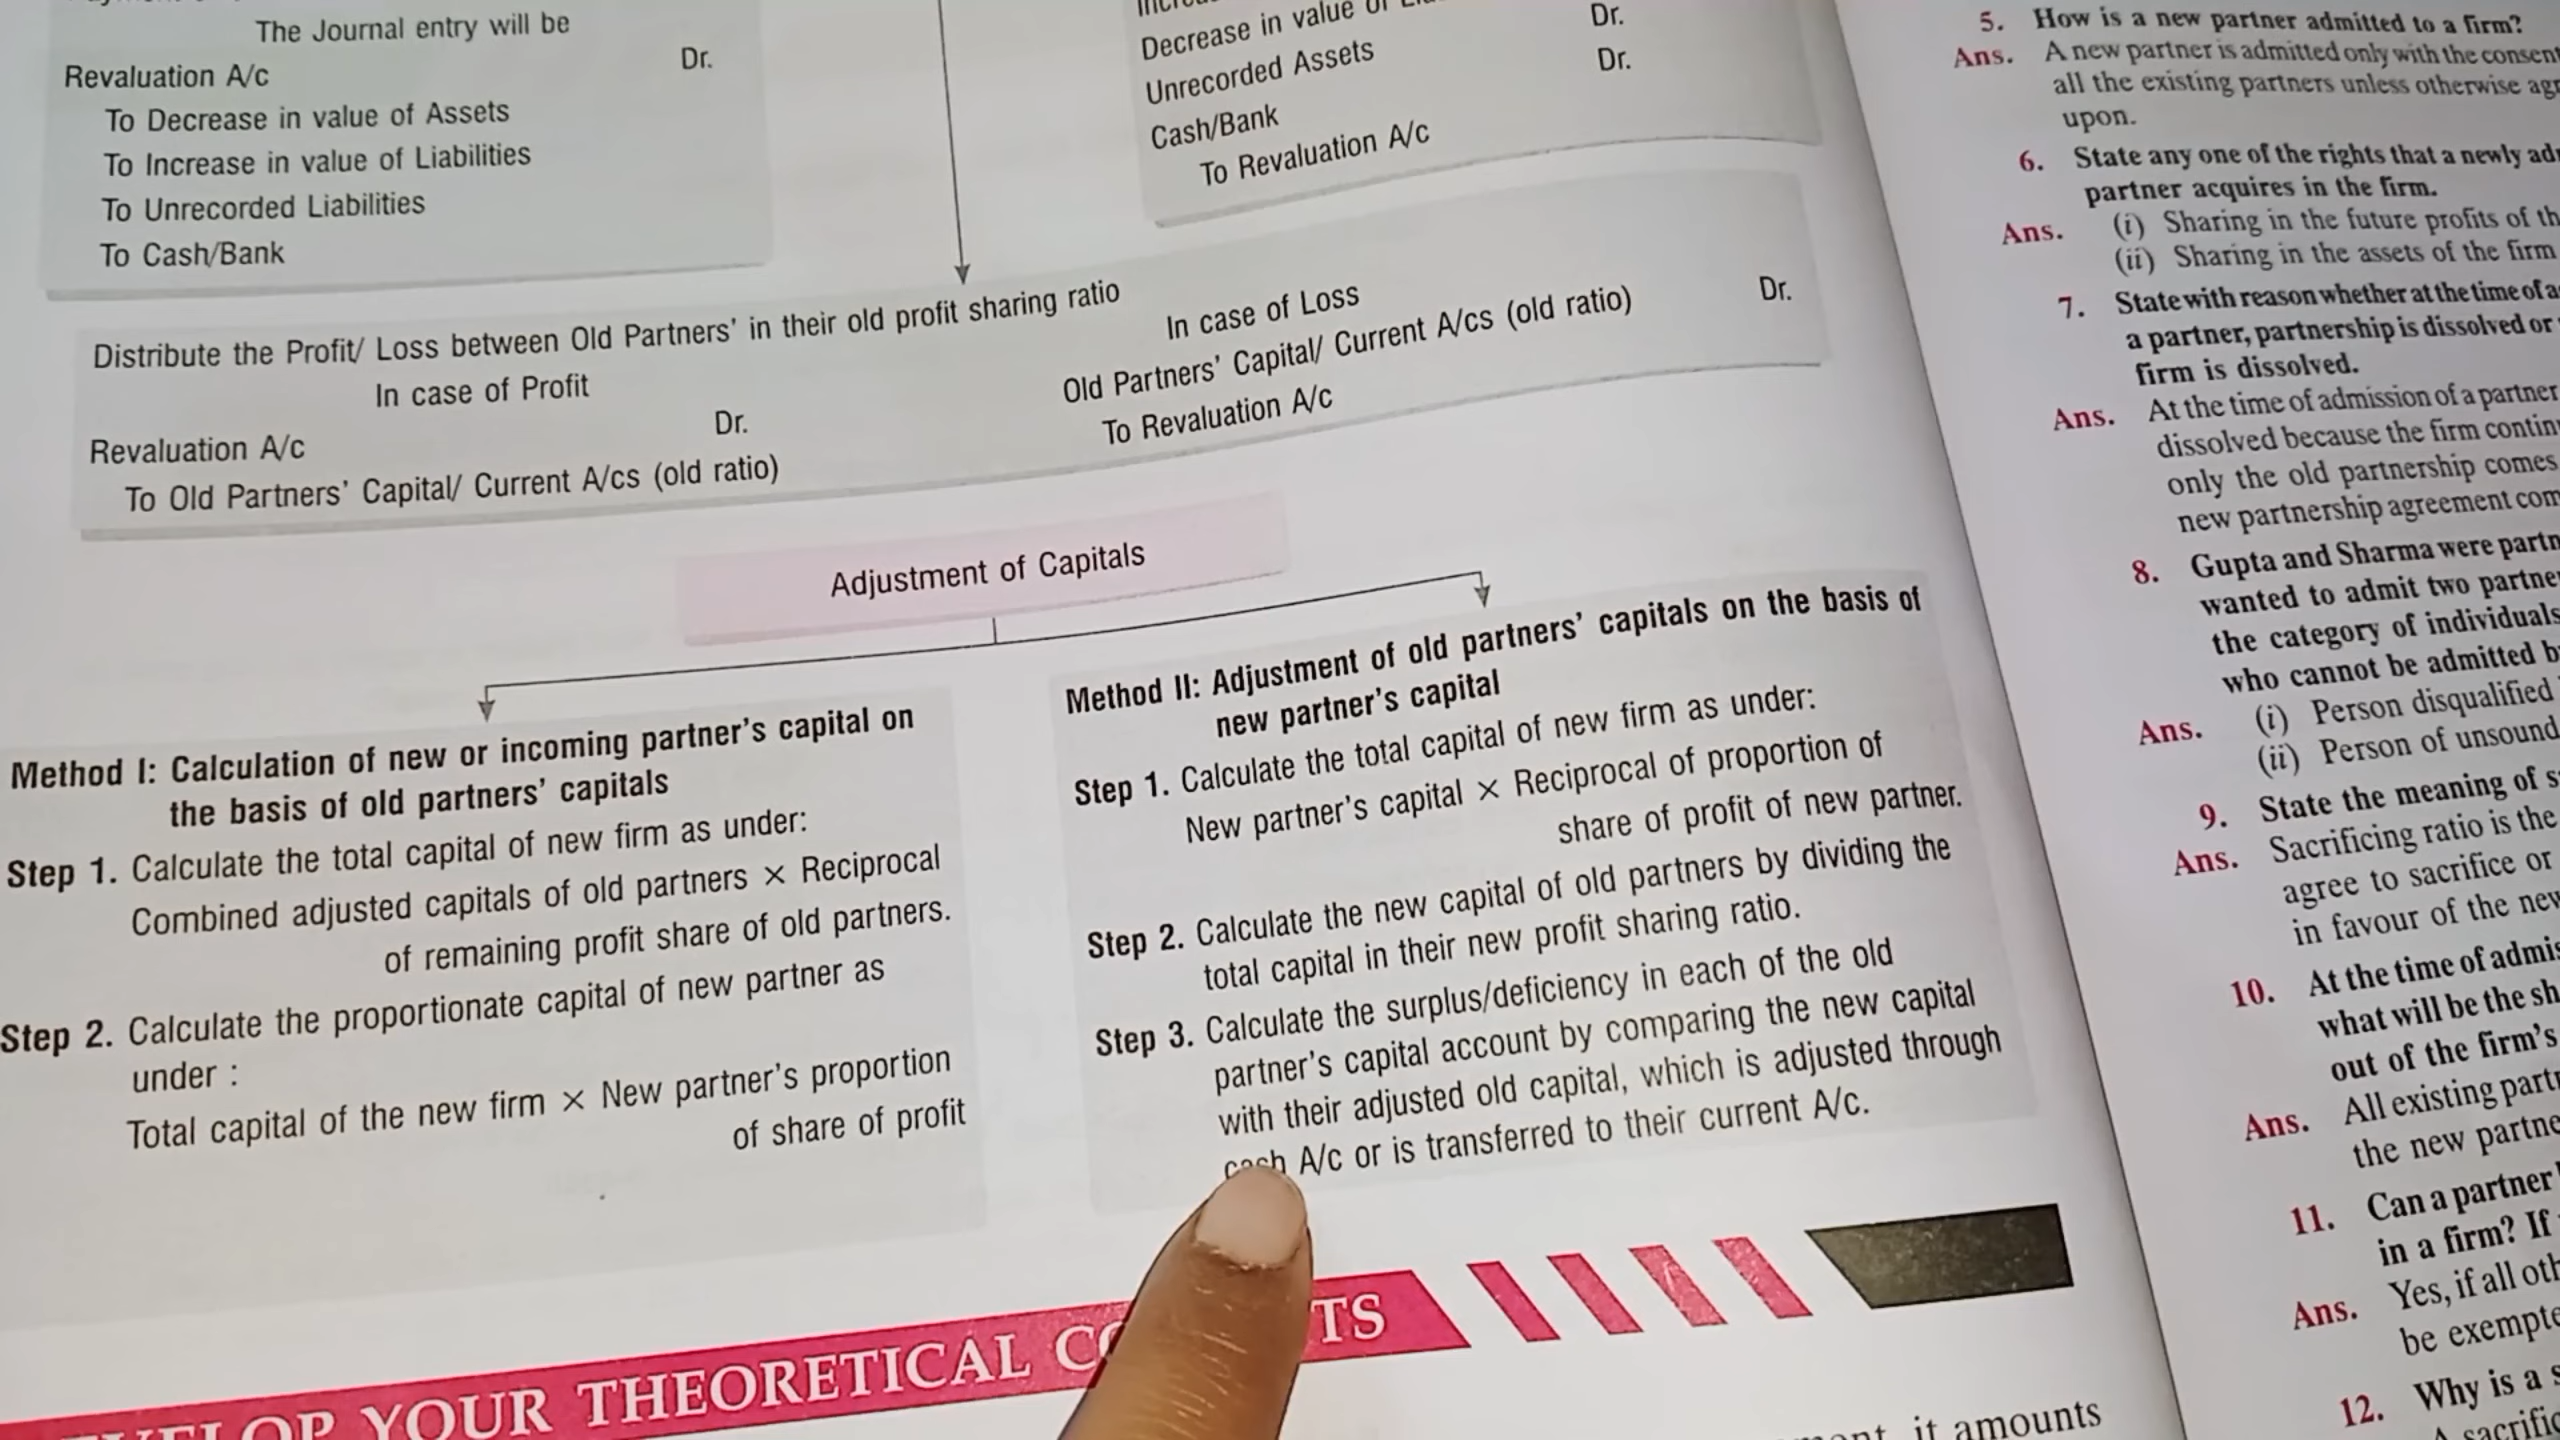 The Journal entry will be
Revaluation A/c Dr.
To Decrease in value of Assets
To Increase in value of Liabilities
To Unrecorded Liabilities
To Cash/Bank
Decrease in value of
Dr.
Unrecorded Assets Dr.
Cash/Bank
To Revaluation A/c
Distribute the Profit/ Loss between Old Partners' in their old profit sharing ratio
In case of Profit
Revaluation A/c Dr.
To Old Partners' Capital/ Current A/cs (old ratio)
In case of Loss
Old Partners' Capital/ Current A/cs (old ratio) Dr.
To Revaluation A/c
Adjustment of Capitals
Method I: Calculation of new or incoming partner's capital on
the basis of old partners' capitals
Step 1. Calculate the total capital of new firm as under:
Combined adjusted capitals of old partners × Reciprocal
of remaining profit share of old partners.
Step 2. Calculate the proportionate capital of new partner as
under :
Total capital of the new firm × New partner's proportion
of share of profit
Method II: Adjustment of old partners' capitals on the basis of
new partner's capital
Step 1. Calculate the total capital of new firm as under:
New partner's capital × Reciprocal of proportion of
share of profit of new partner.
Step 2. Calculate the new capital of old partners by dividing the
total capital in their new profit sharing ratio.
Step 3. Calculate the surplus/deficiency in each of the old
partner's capital account by comparing the new capital
with their adjusted old capital, which is adjusted through
cash A/c or is transferred to their current A/c.
YOUR THEORETICAL
it amounts
5. How is a new partner admitted to a firm?
Ans. A new partner is admitted only with the consent
all the existing partners unless otherwise
upon.
6. State any one of the rights that a newly
partner acquires in the firm.
Ans. (i) Sharing in the future profits of
(ii) Sharing in the assets of the firm
7. State with reason whether at the time of
a partner, partnership is dissolved or
firm is dissolved.
Ans. At the time of admission of a partner
dissolved because the firm
only the old partnership comes
new partnership agreement
8. Gupta and Sharma were
wanted to admit two
the category of individuals
who cannot be admitted
Ans. (i) Person disqualified
(ii) Person of unsound
9. State the meaning of
Ans. Sacrificing ratio is the
agree to sacrifice or
in favour of the
10. At the time of
what will be the
out of the firm's
Ans. All existing
the new
11. Can a partner
in a firm? If
Ans. Yes, if all
be
12. Why is a